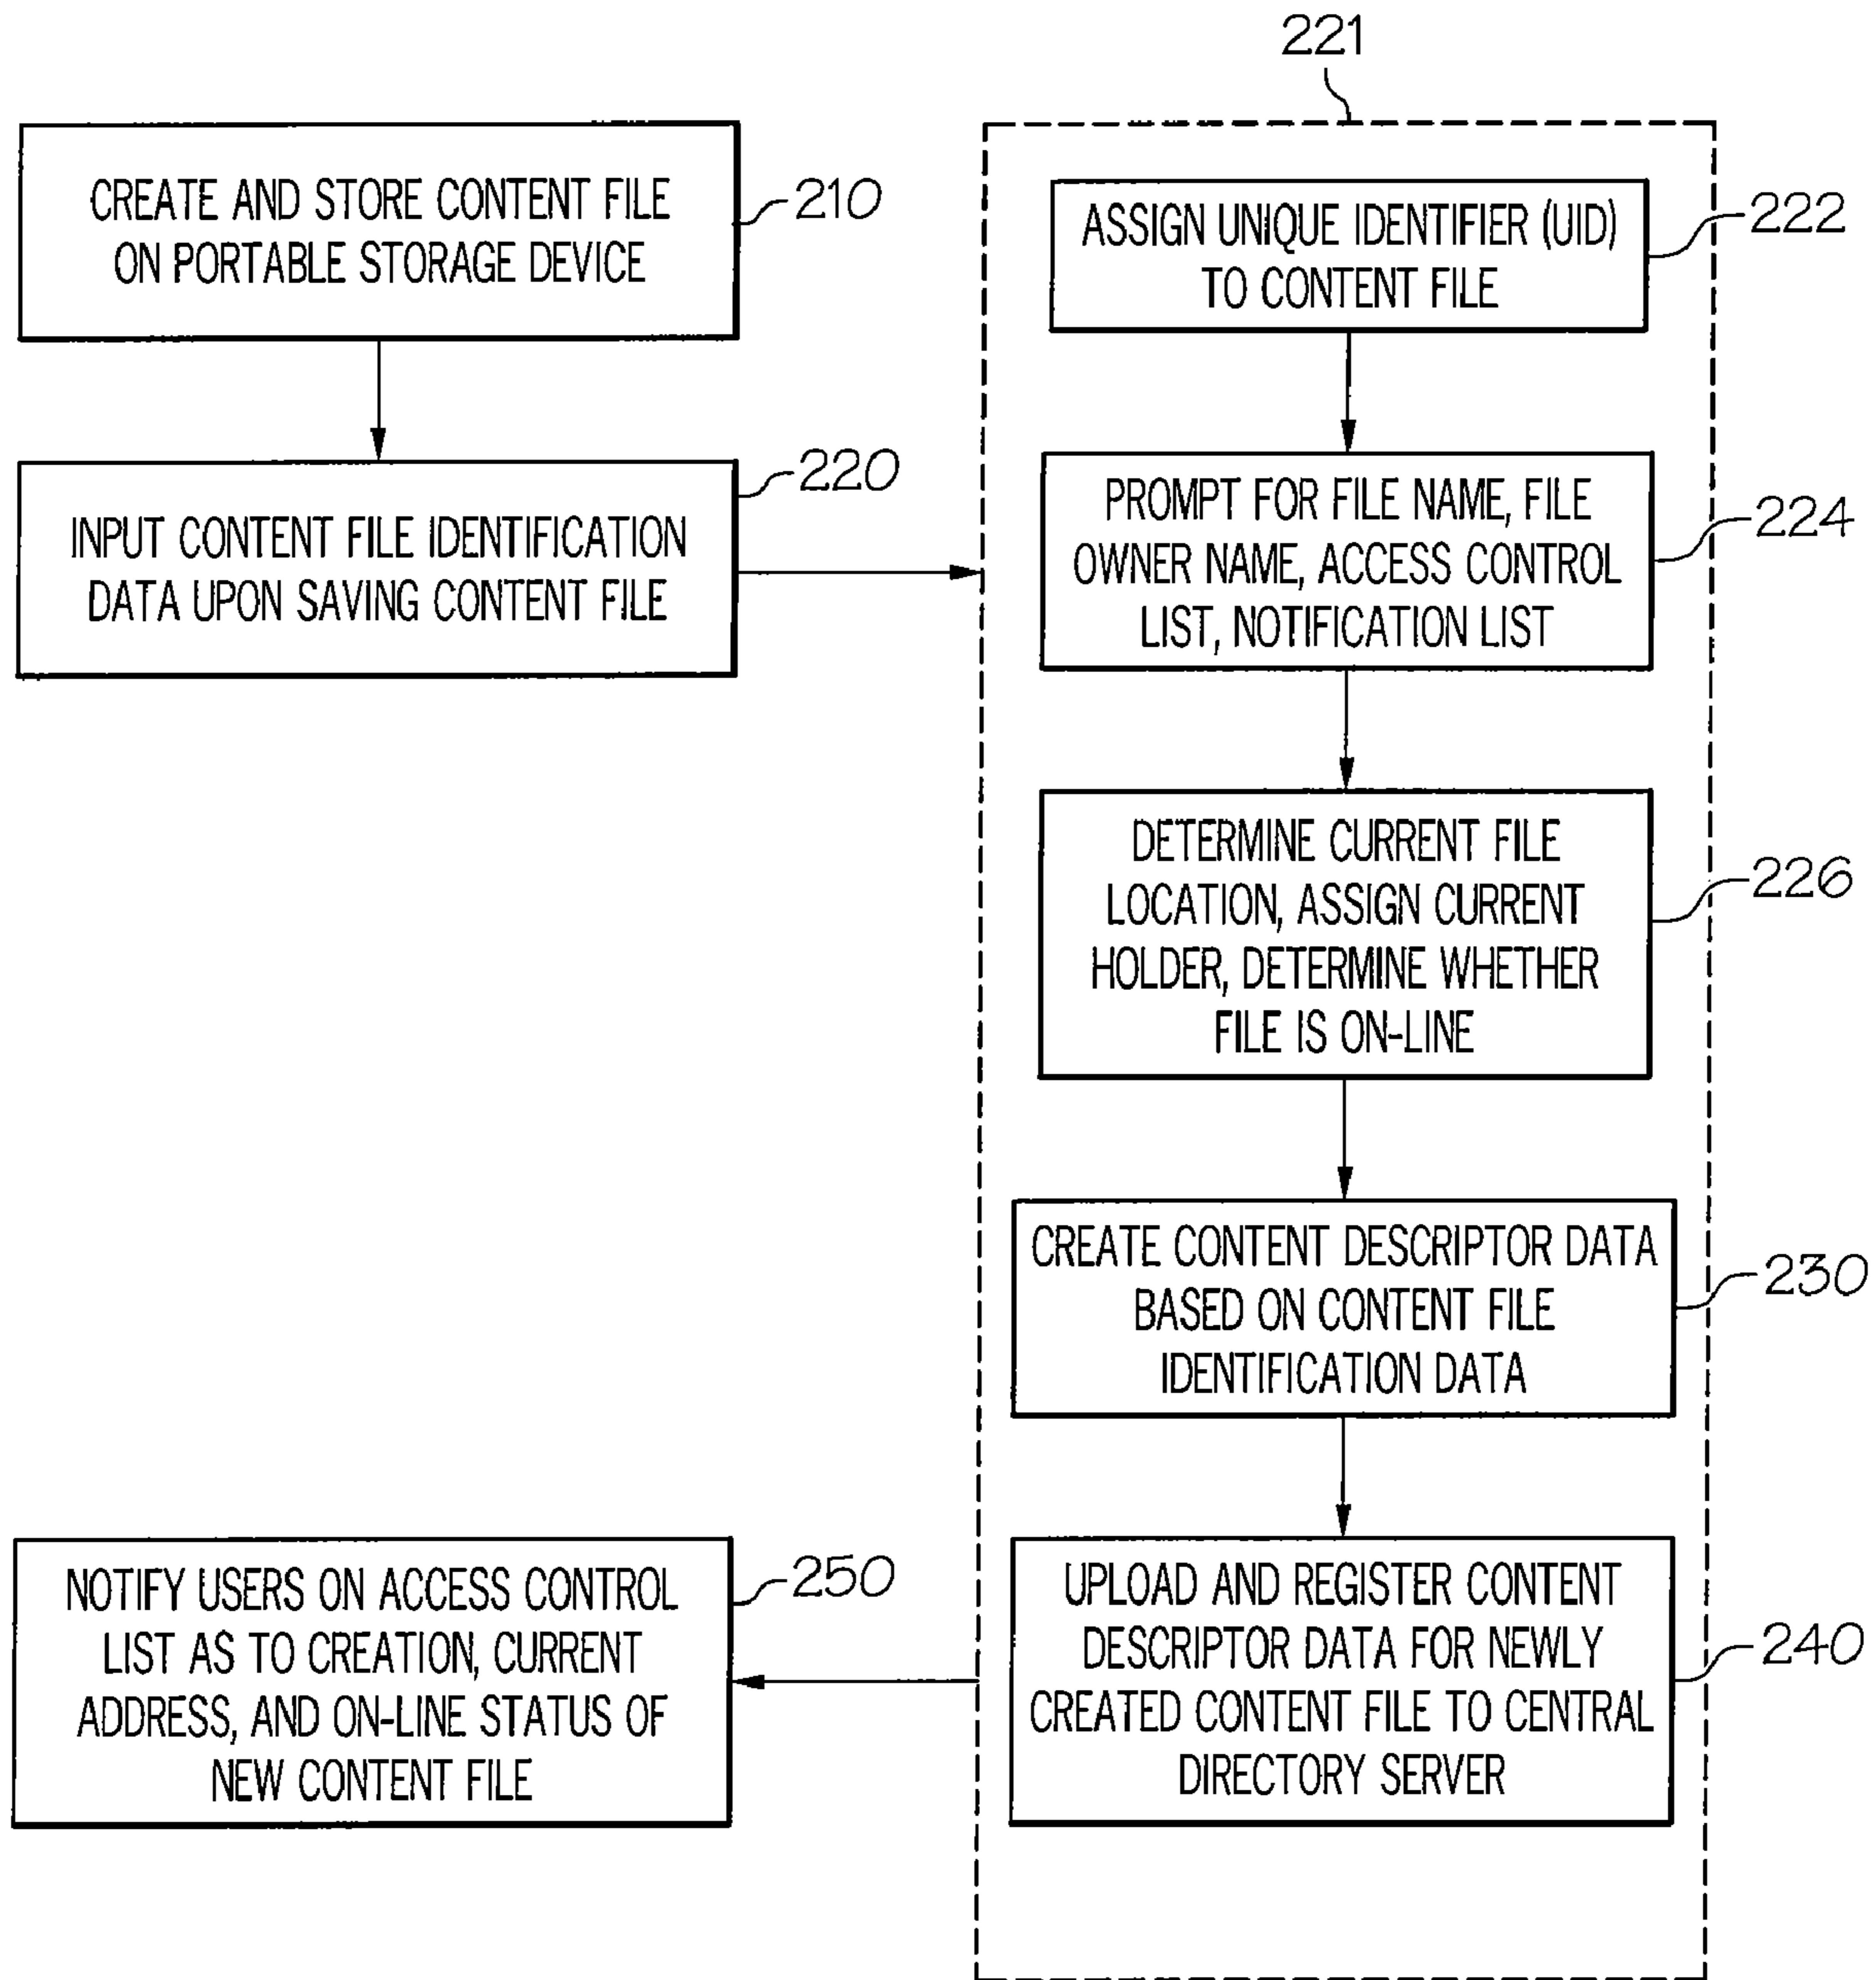 CREATE AND STORE CONTENT FILE
ON PORTABLE STORAGE DEVICE
210
INPUT CONTENT FILE IDENTIFICATION
DATA UPON SAVING CONTENT FILE
220
221
ASSIGN UNIQUE IDENTIFIER (UID)
TO CONTENT FILE
222
PROMPT FOR FILE NAME, FILE
OWNER NAME, ACCESS CONTROL
LIST, NOTIFICATION LIST
224
DETERMINE CURRENT FILE
LOCATION, ASSIGN CURRENT
HOLDER, DETERMINE WHETHER
FILE IS ON-LINE
226
CREATE CONTENT DESCRIPTOR DATA
BASED ON CONTENT FILE
IDENTIFICATION DATA
230
UPLOAD AND REGISTER CONTENT
DESCRIPTOR DATA FOR NEWLY
CREATED CONTENT FILE TO CENTRAL
DIRECTORY SERVER
240
NOTIFY USERS ON ACCESS CONTROL
LIST AS TO CREATION, CURRENT
ADDRESS, AND ON-LINE STATUS OF
NEW CONTENT FILE
250